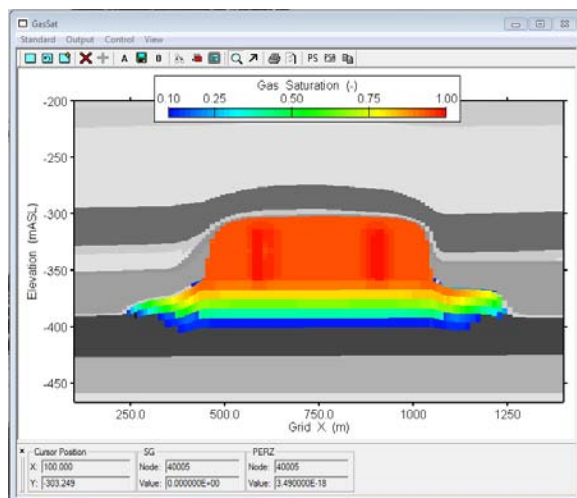 GasSat
Standard Output Control View
A 0 PS
Gas Saturation (-)
0.10 0.25 0.50 0.75 1.00
-200
-250
-300
-350
-400
-450
Elevation (mASL)
250.0 500.0 750.0 1000 1250
Grid X (m)
Cursor Position SG PERZ
X: 100.000 Node: 40005 Node: 40005
Y: -303.249 Value: 0.000000E+00 Value: 3.490000E-18